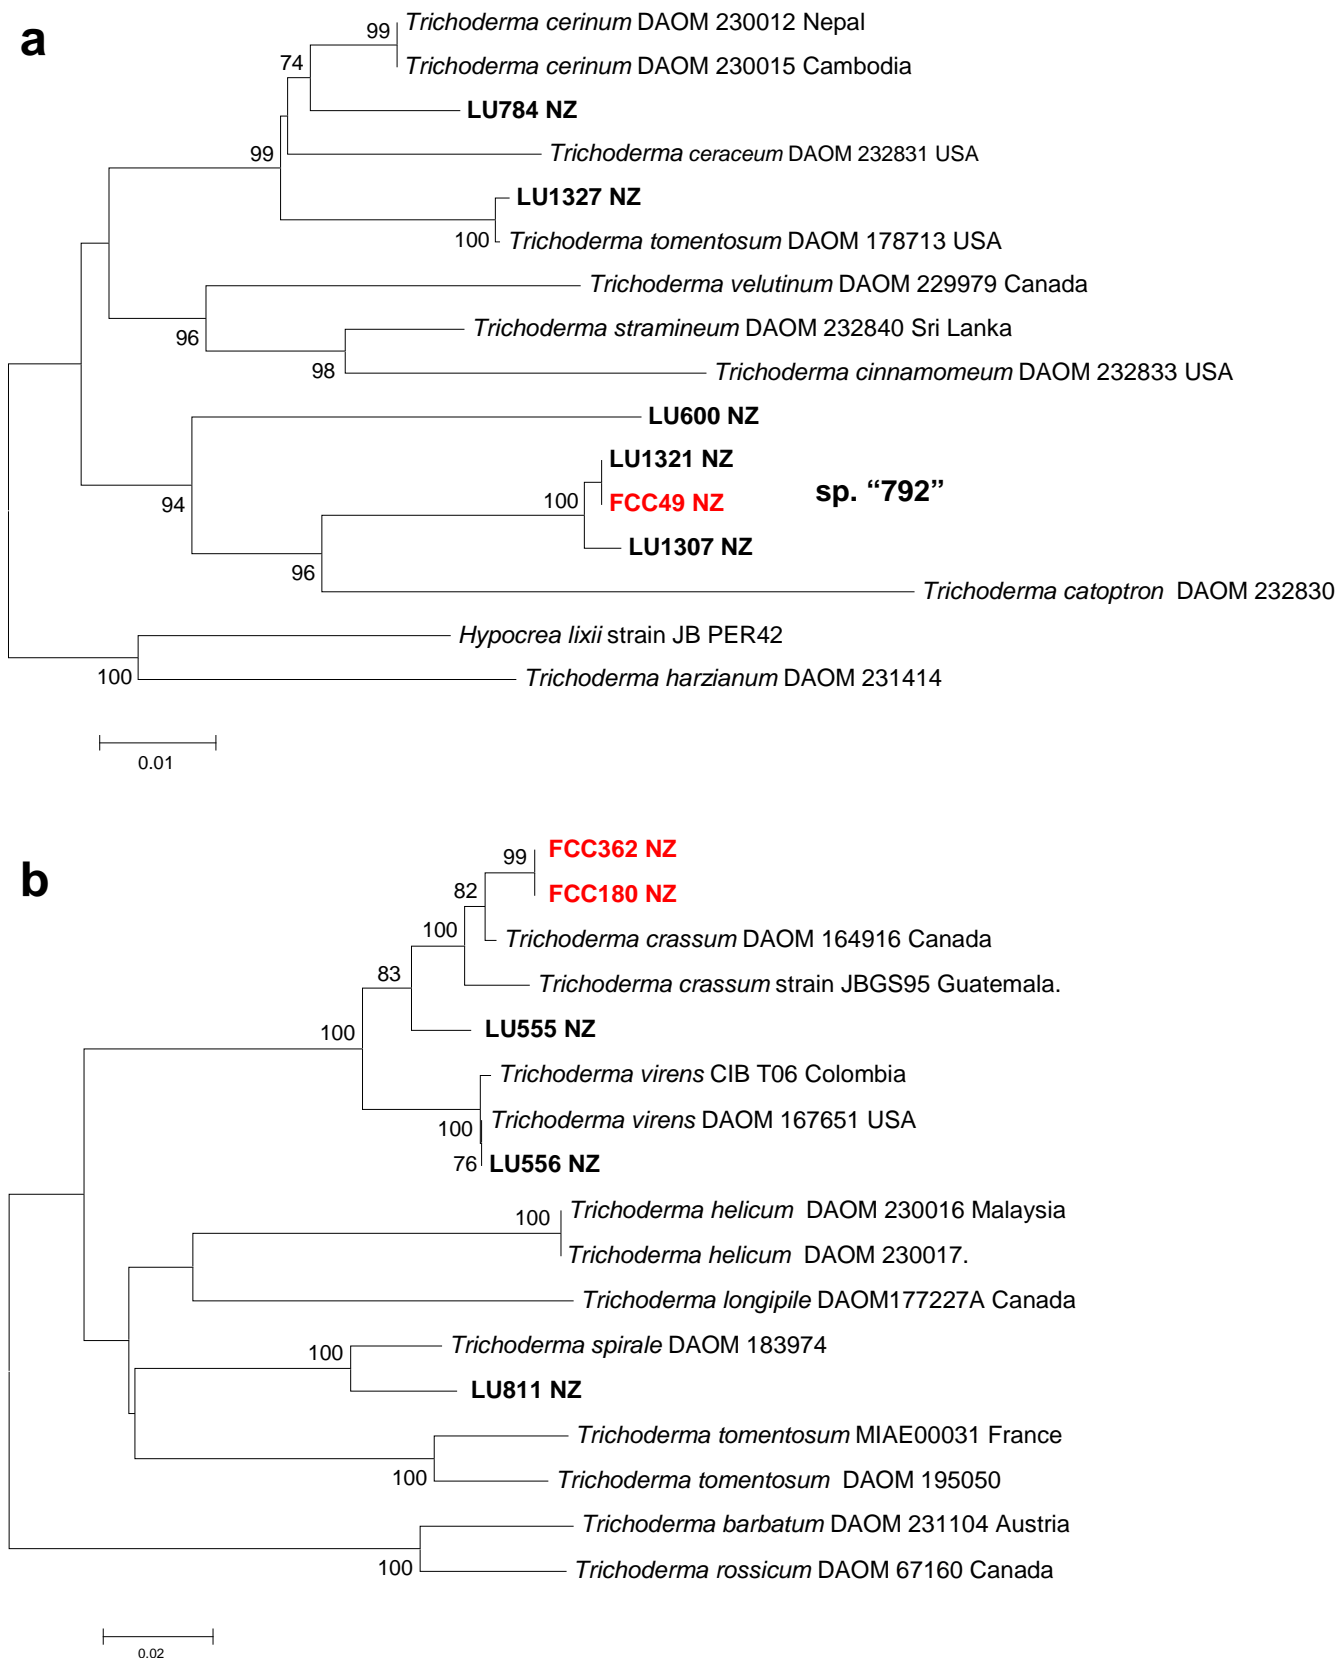 a
99
Trichoderma cerinum DAOM 230012 Nepal
74
Trichoderma cerinum DAOM 230015 Cambodia
LU784 NZ
99
Trichoderma ceraceum DAOM 232831 USA
LU1327 NZ
100
Trichoderma tomentosum DAOM 178713 USA
Trichoderma velutinum DAOM 229979 Canada
96
Trichoderma stramineum DAOM 232840 Sri Lanka
98
Trichoderma cinnamomeum DAOM 232833 USA
LU600 NZ
LU1321 NZ
94
100
FCC49 NZ
sp. “792”
LU1307 NZ
96
Trichoderma catoptron DAOM 232830
Hypocrea lixii strain JB PER42
100
Trichoderma harzianum DAOM 231414
0.01
b
99
FCC362 NZ
82
FCC180 NZ
100
Trichoderma crassum DAOM 164916 Canada
83
Trichoderma crassum strain JBGS95 Guatemala.
100
LU555 NZ
Trichoderma virens CIB T06 Colombia
100
Trichoderma virens DAOM 167651 USA
76
LU556 NZ
100
Trichoderma helicum DAOM 230016 Malaysia
Trichoderma helicum DAOM 230017.
Trichoderma longipile DAOM177227A Canada
100
Trichoderma spirale DAOM 183974
LU811 NZ
Trichoderma tomentosum MIAE00031 France
100
Trichoderma tomentosum DAOM 195050
Trichoderma barbatum DAOM 231104 Austria
100
Trichoderma rossicum DAOM 67160 Canada
0.02